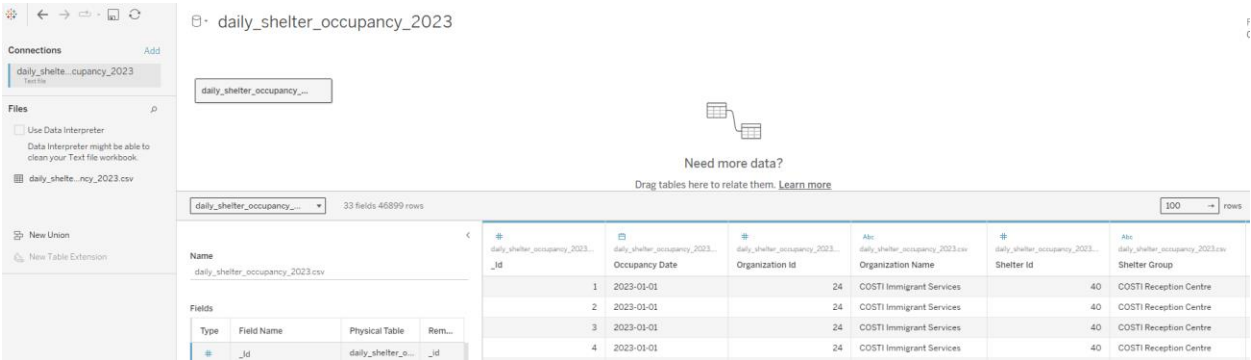 daily_shelter_occupancy_2023
Connections Add
daily_shelte...cupancy_2023
Text file
daily_shelter_occupancy_...
Files
Use Data Interpreter
Data Interpreter might be able to
clean your Text file workbook.
daily_shelte...ncy_2023.csv
Need more data?
Drag tables here to relate them. Learn more
daily_shelter_occupancy_... 33 fields 46899 rows 100 → rows
New Union
New Table Extension
Name
daily_shelter_occupancy_2023.csv
Fields
Type Field Name Physical Table Rem...
# _Id daily_shelter_o... _id
# Abc # Abc
daily_shelter_occupancy_2023... daily_shelter_occupancy_2023... daily_shelter_occupancy_2023... daily_shelter_occupancy_2023.csv daily_shelter_occupancy_2023... daily_shelter_occupancy_2023.csv
_Id Occupancy Date Organization Id Organization Name Shelter Id Shelter Group
1 2023-01-01 24 COSTI Immigrant Services 40 COSTI Reception Centre
2 2023-01-01 24 COSTI Immigrant Services 40 COSTI Reception Centre
3 2023-01-01 24 COSTI Immigrant Services 40 COSTI Reception Centre
4 2023-01-01 24 COSTI Immigrant Services 40 COSTI Reception Centre